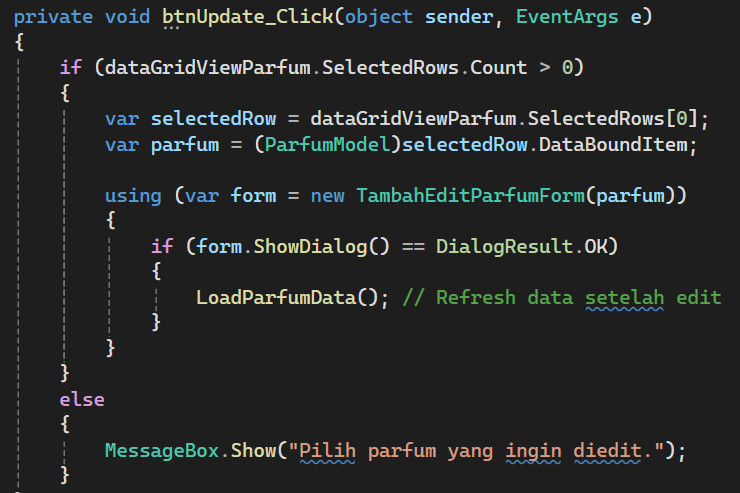 private void btnUpdate_Click(object sender, EventArgs e)
{
    if (dataGridViewParfum.SelectedRows.Count > 0)
    {
        var selectedRow = dataGridViewParfum.SelectedRows[0];
        var parfum = (ParfumModel)selectedRow.DataBoundItem;

        using (var form = new TambahEditParfumForm(parfum))
        {
            if (form.ShowDialog() == DialogResult.OK)
            {
                LoadParfumData(); // Refresh data setelah edit
            }
        }
    }
    else
    {
        MessageBox.Show("Pilih parfum yang ingin diedit.");
    }